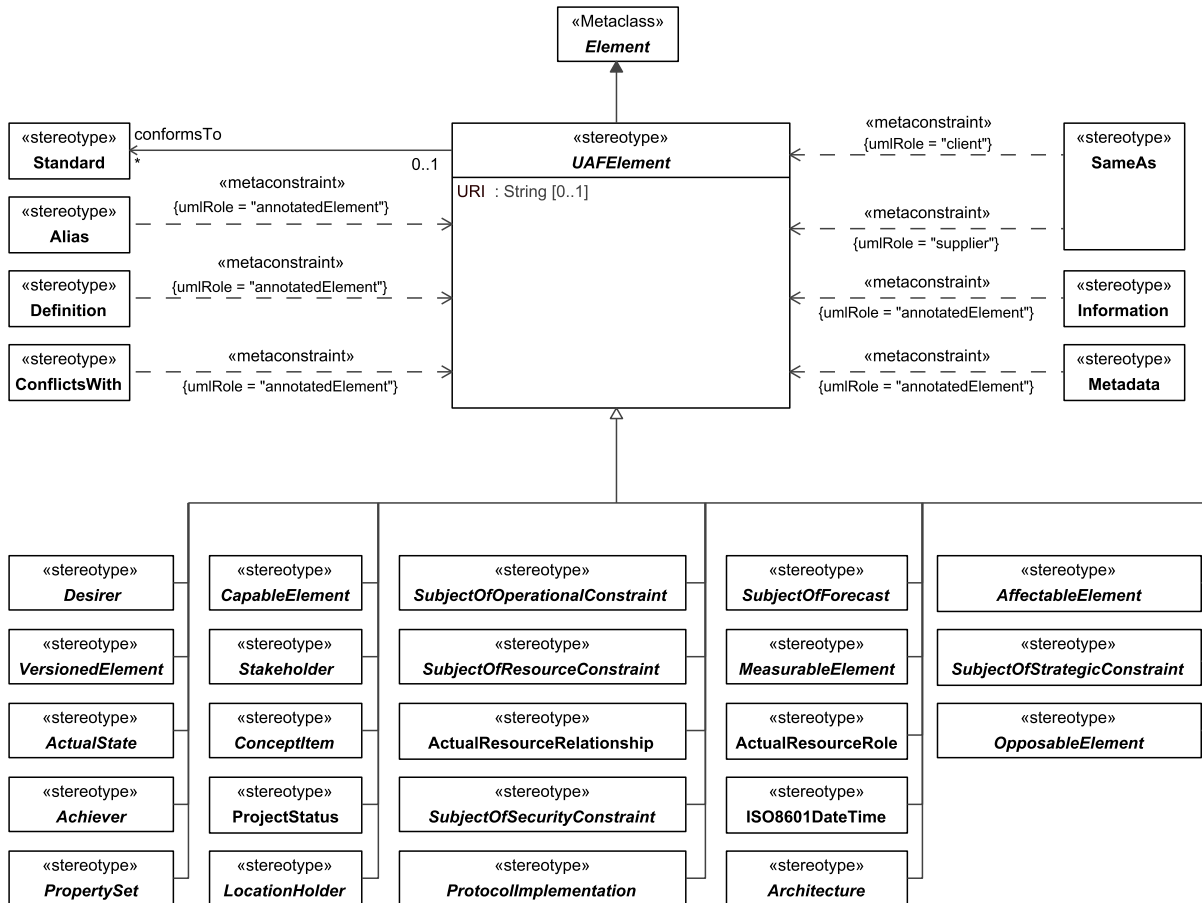 «Metaclass»
Element
«stereotype»
Standard
conformsTo
*
0..1
«stereotype»
UAFElement
URI : String [0..1]
«metaconstraint»
{umlRole = "client"}
«stereotype»
SameAs
«metaconstraint»
{umlRole = "supplier"}
«stereotype»
Alias
«metaconstraint»
{umlRole = "annotatedElement"}
«stereotype»
Definition
«metaconstraint»
{umlRole = "annotatedElement"}
«metaconstraint»
{umlRole = "annotatedElement"}
«stereotype»
Information
«stereotype»
ConflictsWith
«metaconstraint»
{umlRole = "annotatedElement"}
«metaconstraint»
{umlRole = "annotatedElement"}
«stereotype»
Metadata
«stereotype»
Desirer
«stereotype»
CapableElement
«stereotype»
SubjectOfOperationalConstraint
«stereotype»
SubjectOfForecast
«stereotype»
AffectableElement
«stereotype»
VersionedElement
«stereotype»
Stakeholder
«stereotype»
SubjectOfResourceConstraint
«stereotype»
MeasurableElement
«stereotype»
SubjectOfStrategicConstraint
«stereotype»
ActualState
«stereotype»
ConceptItem
«stereotype»
ActualResourceRelationship
«stereotype»
ActualResourceRole
«stereotype»
OpposableElement
«stereotype»
Achiever
«stereotype»
ProjectStatus
«stereotype»
SubjectOfSecurityConstraint
«stereotype»
ISO8601DateTime
«stereotype»
PropertySet
«stereotype»
LocationHolder
«stereotype»
ProtocolImplementation
«stereotype»
Architecture